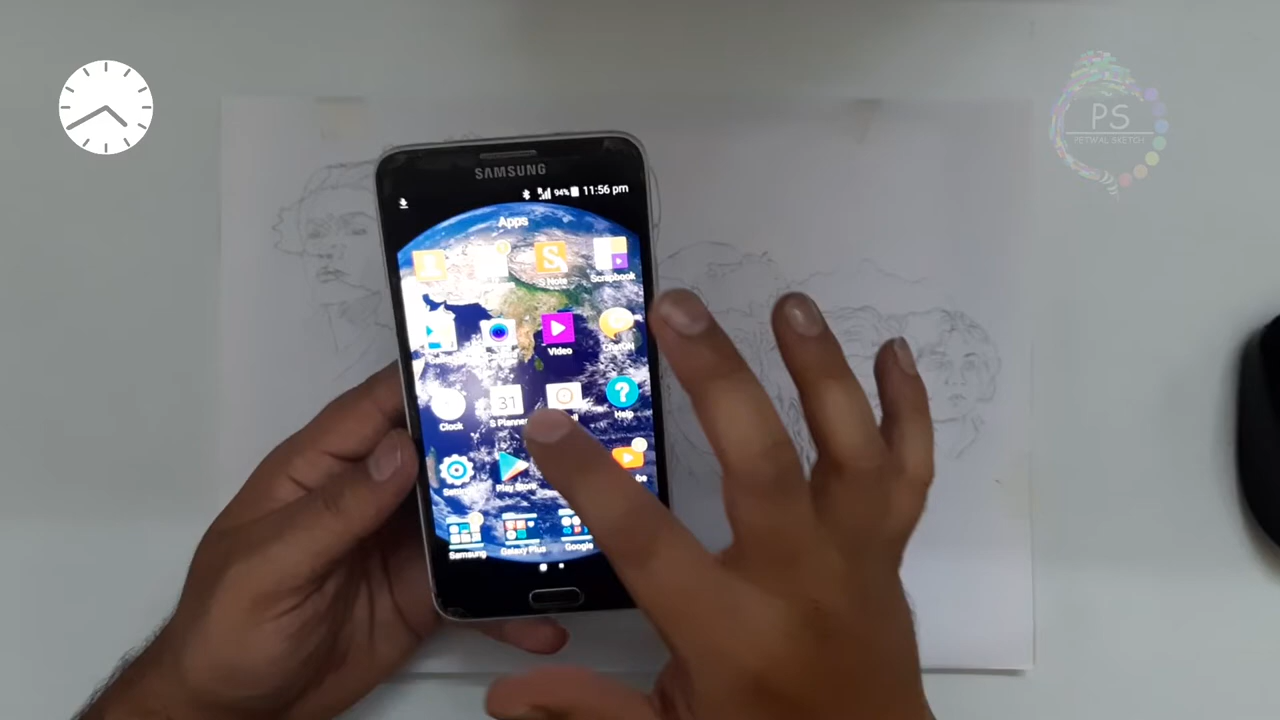 PS
PETWAL SKETCH
SAMSUNG
94% 11:56 pm
Apps
Scrapbook
Video
ChatON
Clock
S Planner
Help
Play Store
Samsung
Galaxy Plus
Google
31